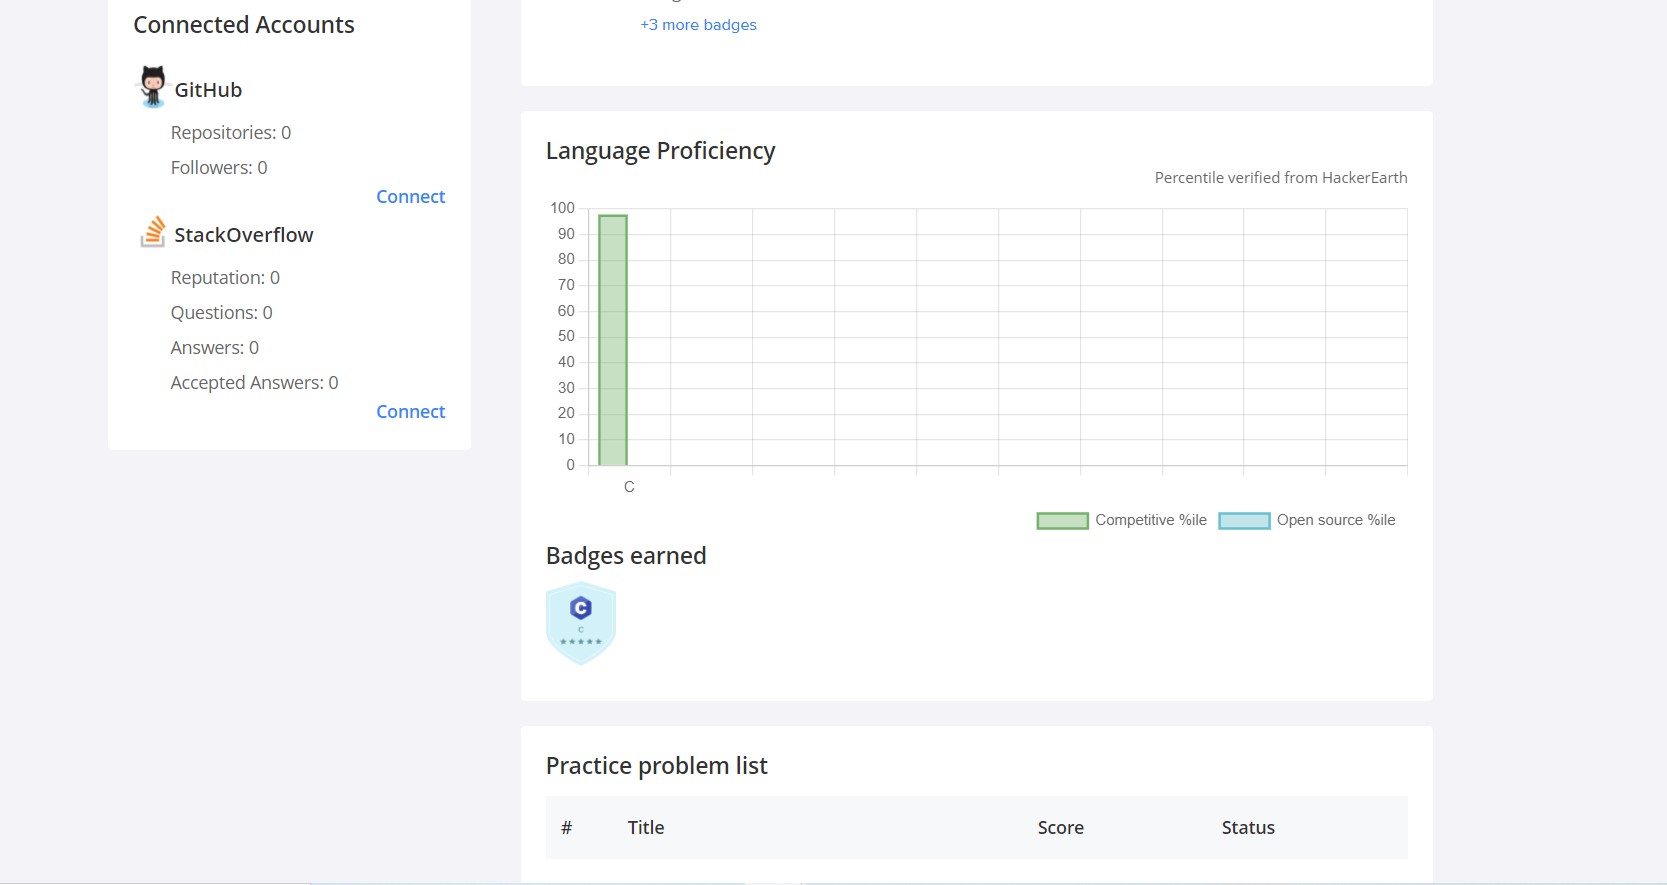 Connected Accounts
GitHub
Repositories: 0
Followers: 0
Connect
StackOverflow
Reputation: 0
Questions: 0
Answers: 0
Accepted Answers: 0
Connect
+3 more badges
Language Proficiency
Percentile verified from HackerEarth
100
90
80
70
60
50
40
30
20
10
0
C
Competitive %ile Open source %ile
Badges earned
C
C
★★★★★
Practice problem list
# Title Score Status